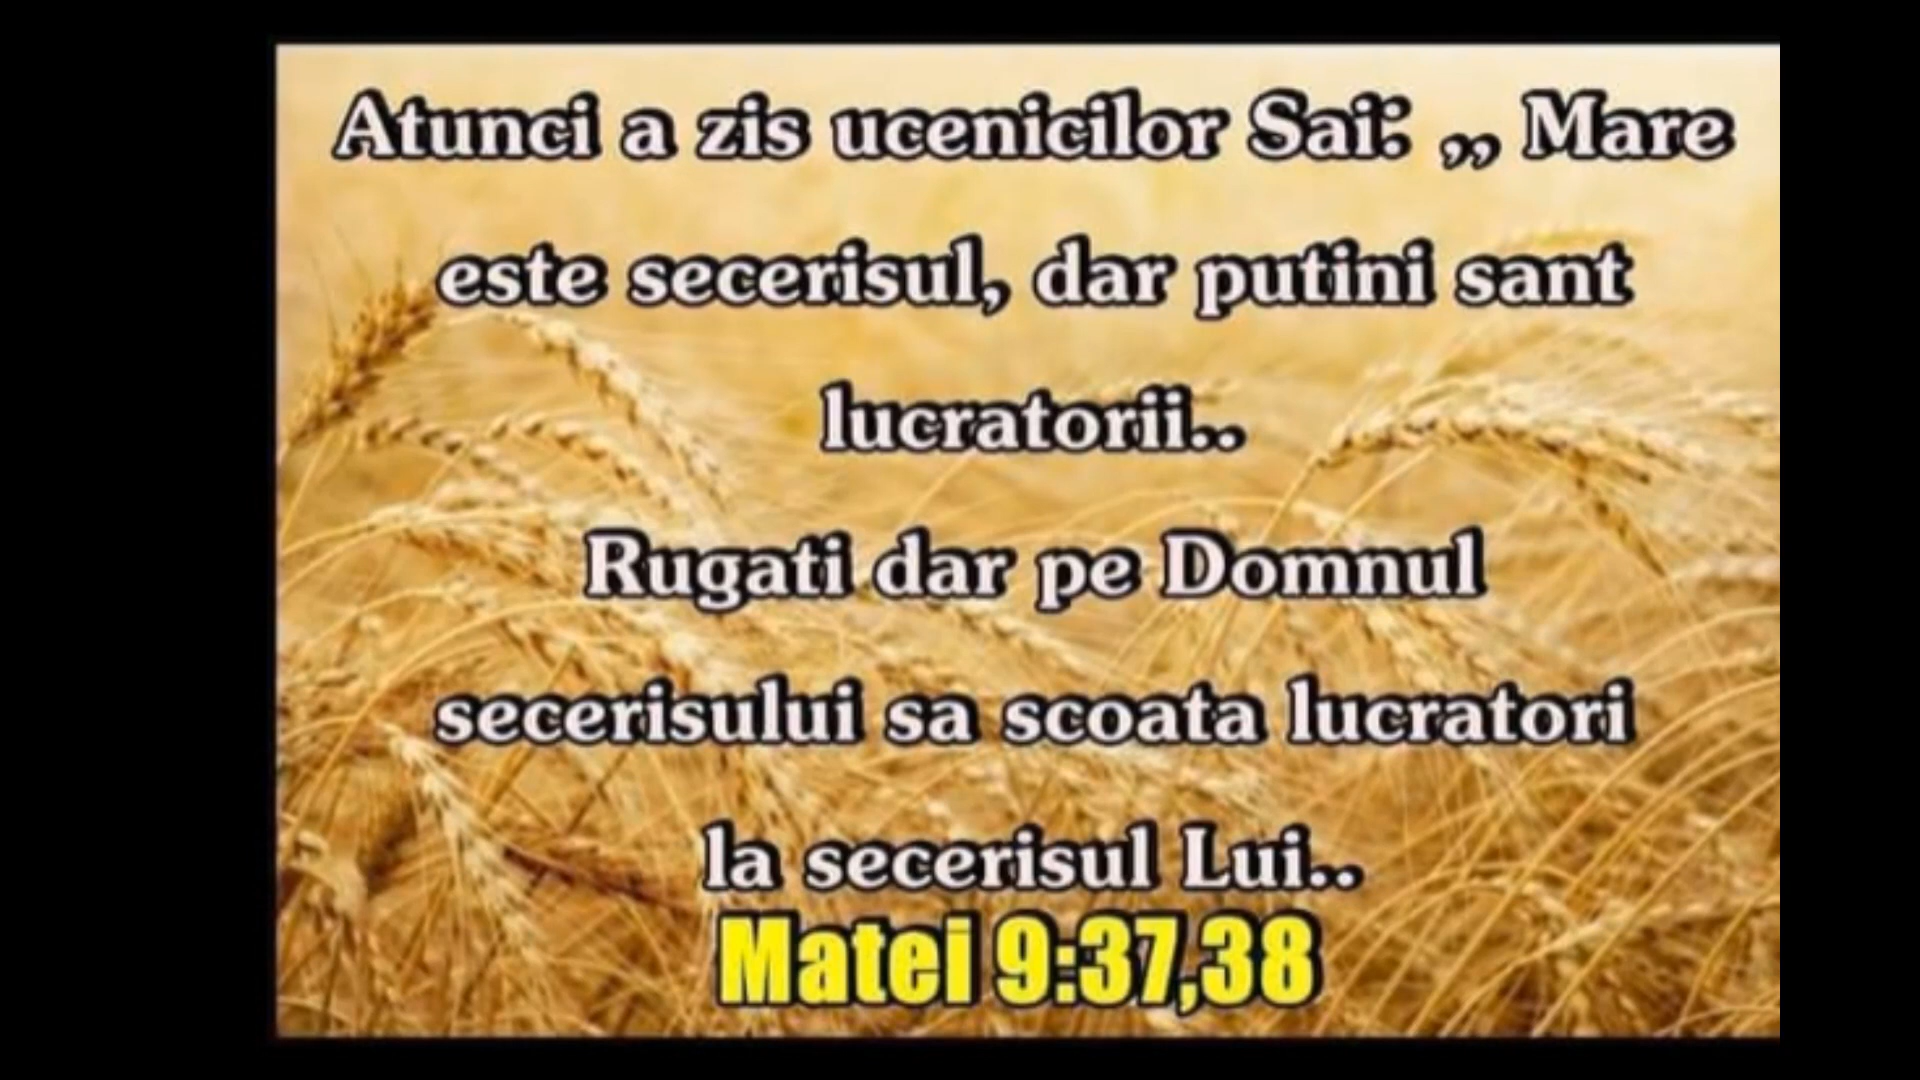 Atunci a zis ucenicilor Sai: ,, Mare
este secerisul, dar putini sant
lucratorii..
Rugati dar pe Domnul
secerisului sa scoata lucratori
la secerisul Lui..
Matei 9:37,38